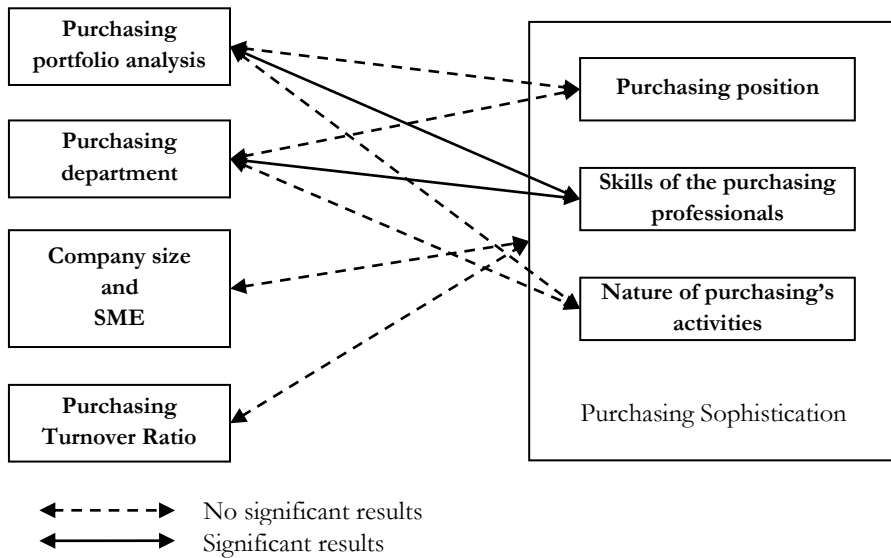 Purchasing
portfolio analysis
Purchasing
department
Company size
and
SME
Purchasing
Turnover Ratio
Purchasing position
Skills of the purchasing
professionals
Nature of purchasing’s
activities
Purchasing Sophistication
No significant results
Significant results